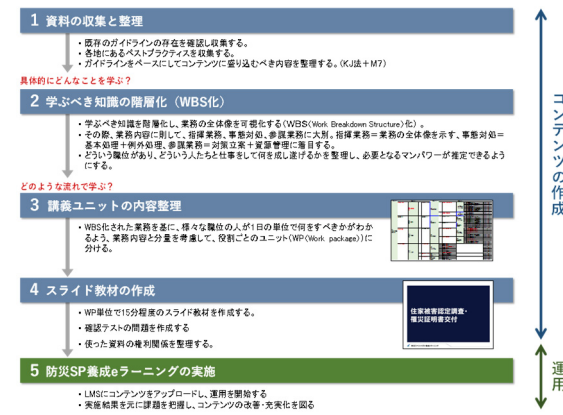 1 資料の収集と整理
・既存のガイドラインの存在を確認し収集する。
・各地にあるベストプラクティスを収集する。
・ガイドラインをベースにしてコンテンツに盛り込むべき内容を整理する。(KJ法＋M7)
具体的にどんなことを学ぶ？
2 学ぶべき知識の階層化（WBS化）
・学ぶべき知識を階層化し、業務の全体像を可視化する(WBS(Work Breakdown Structure)化) 。
・その際、業務内容に則して、指揮業務、事態対処、参謀業務に大別。指揮業務＝業務の全体像を示す、事態対処＝
基本処理＋例外処理、参謀業務＝対策立案＋資源管理に着目する。
・どういう職位があり、どういう人たちと仕事をして何を成し遂げるかを整理し、必要となるマンパワーが推定できるよう
にする。
どのような流れで学ぶ？
3 講義ユニットの内容整理
・WBS化された業務を基に、様々な職位の人が1日の単位で何をすべきかがわか
るよう、業務内容と分量を考慮して、役割ごとのユニット(WP(Work package))に
分ける。
4 スライド教材の作成
・WP単位で15分程度のスライド教材を作成する。
・確認テストの問題を作成する
・使った資料の権利関係を整理する。
住家被害認定調査・
罹災証明書交付
5 防災SP養成eラーニングの実施
・LMSにコンテンツをアップロードし、運用を開始する
・実施結果を元に課題を把握し、コンテンツの改善・充実化を図る
コンテンツの作成
運用